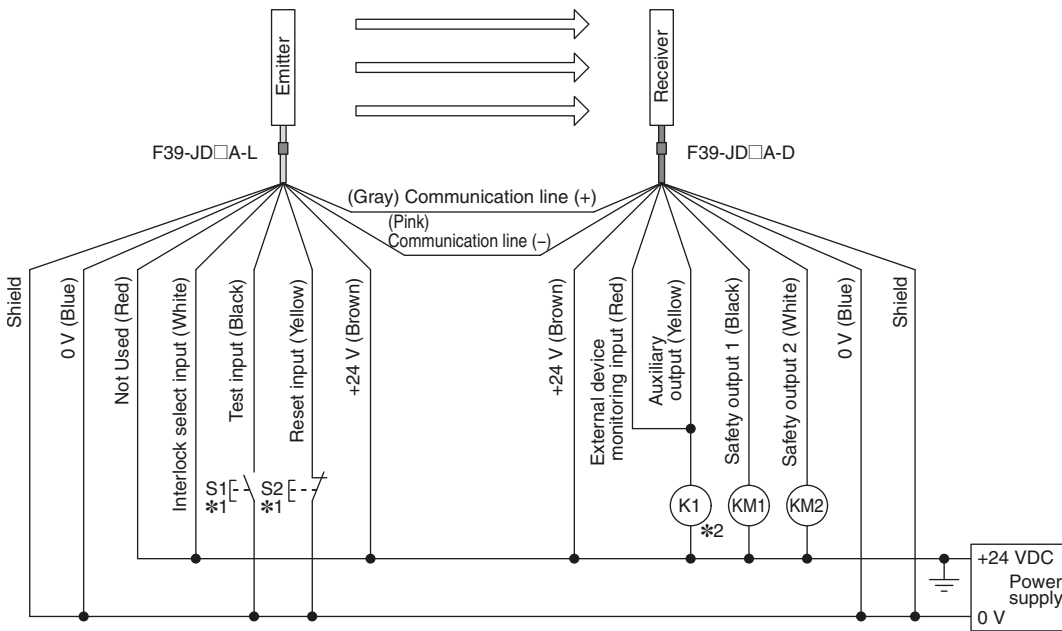 Emitter
Receiver
F39-JD□A-L
F39-JD□A-D
(Gray) Communication line (+)
(Pink)
Communication line (−)
Shield
0 V (Blue)
Not Used (Red)
Interlock select input (White)
Test input (Black)
Reset input (Yellow)
+24 V (Brown)
+24 V (Brown)
External device
monitoring input (Red)
Auxiliary
output (Yellow)
Safety output 1 (Black)
Safety output 2 (White)
0 V (Blue)
Shield
S1
✱1
S2
✱1
K1
✱2
KM1
KM2
+24 VDC
Power
supply
0 V